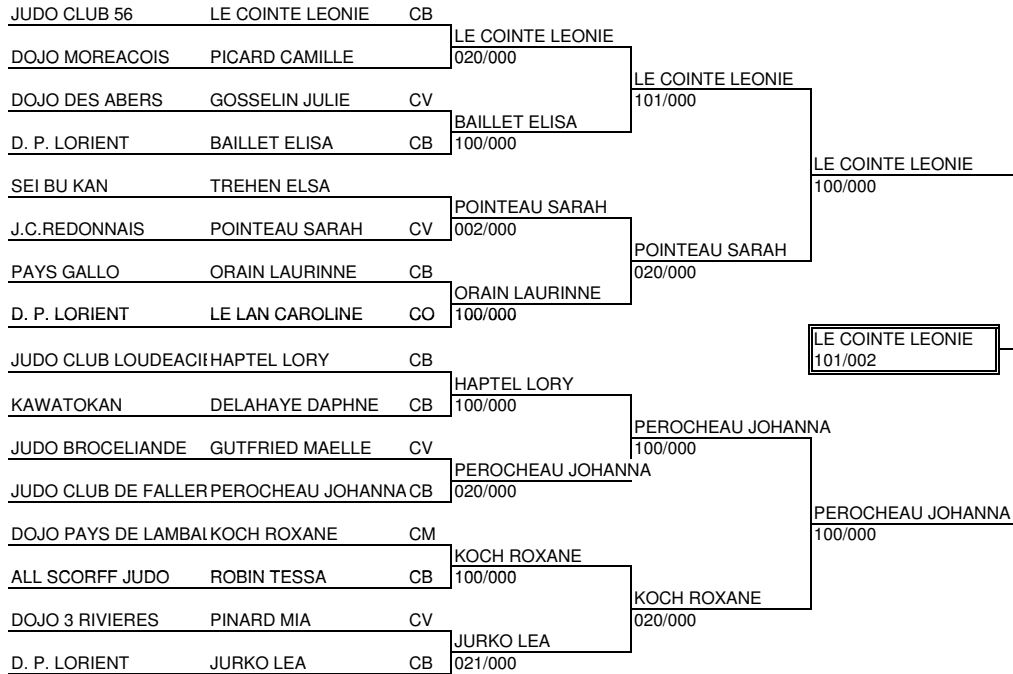 JUDO CLUB 56 LE COINTE LEONIE CB
LE COINTE LEONIE
DOJO MOREACOIS PICARD CAMILLE 020/000
LE COINTE LEONIE
DOJO DES ABERS GOSSELIN JULIE CV 101/000
BAILLET ELISA
D. P. LORIENT BAILLET ELISA CB 100/000
LE COINTE LEONIE
SEI BU KAN TREHEN ELSA 100/000
POINTEAU SARAH
J.C.REDONNAIS POINTEAU SARAH CV 002/000
POINTEAU SARAH
PAYS GALLO ORAIN LAURINNE CB 020/000
ORAIN LAURINNE
D. P. LORIENT LE LAN CAROLINE CO 100/000
LE COINTE LEONIE
JUDO CLUB LOUDEACIE HAPTEL LORY CB 101/002
HAPTEL LORY
KAWATOKAN DELAHAYE DAPHNE CB 100/000
PEROCHEAU JOHANNA
JUDO BROCELIANDE GUTFRIED MAELLE CV 100/000
PEROCHEAU JOHANNA
JUDO CLUB DE FALLER PEROCHEAU JOHANNA CB 020/000
PEROCHEAU JOHANNA
DOJO PAYS DE LAMBAL KOCH ROXANE CM 100/000
KOCH ROXANE
ALL SCORFF JUDO ROBIN TESSA CB 100/000
KOCH ROXANE
DOJO 3 RIVIERES PINARD MIA CV 020/000
JURKO LEA
D. P. LORIENT JURKO LEA CB 021/000